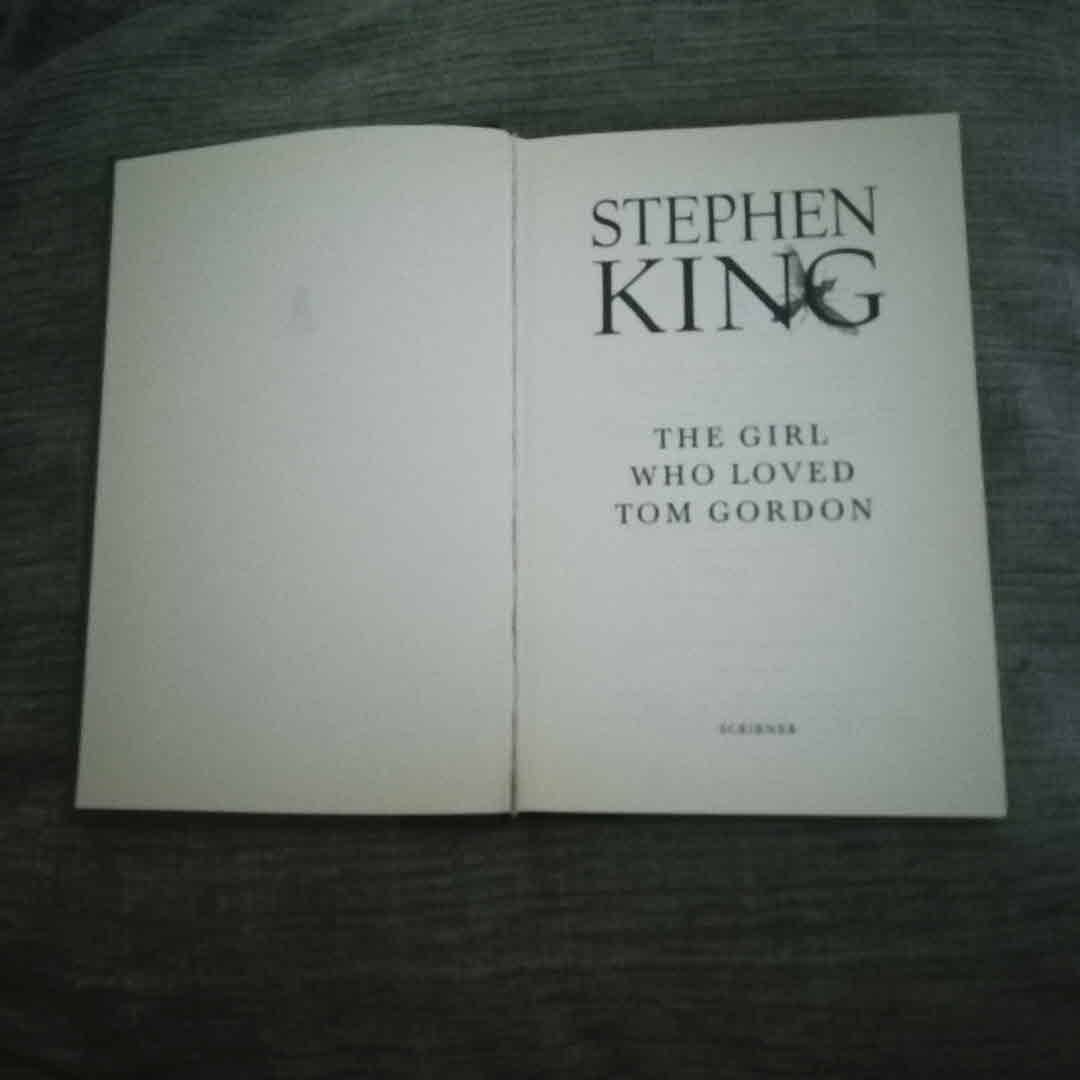 STEPHEN
KING
THE GIRL
WHO LOVED
TOM GORDON
SCRIBNER